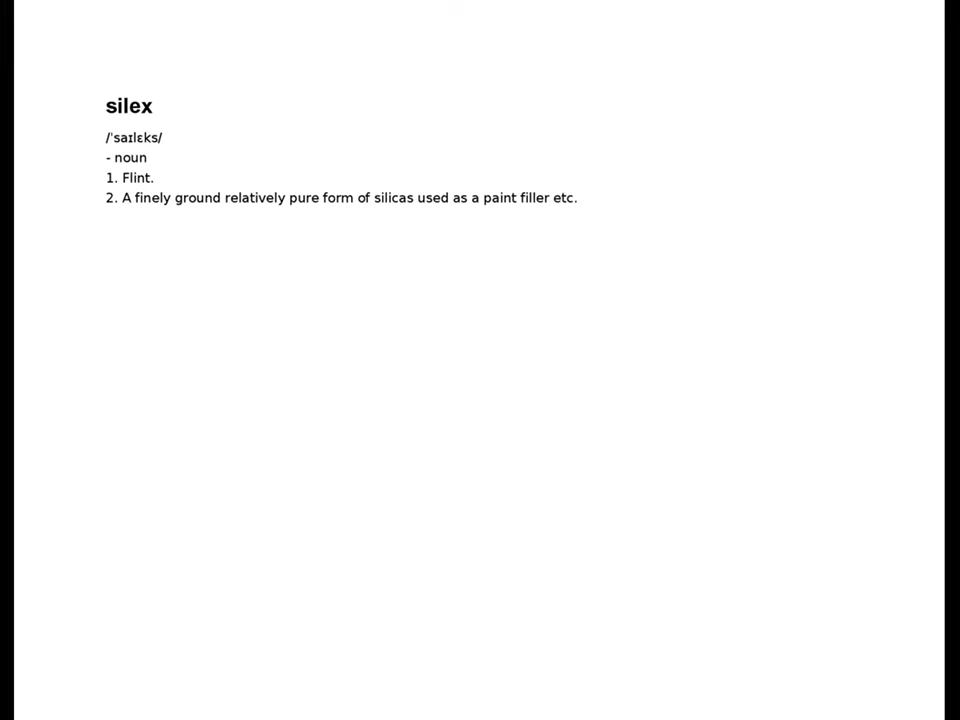 silex
/ˈsaɪlɛks/
- noun
1. Flint.
2. A finely ground relatively pure form of silicas used as a paint filler etc.